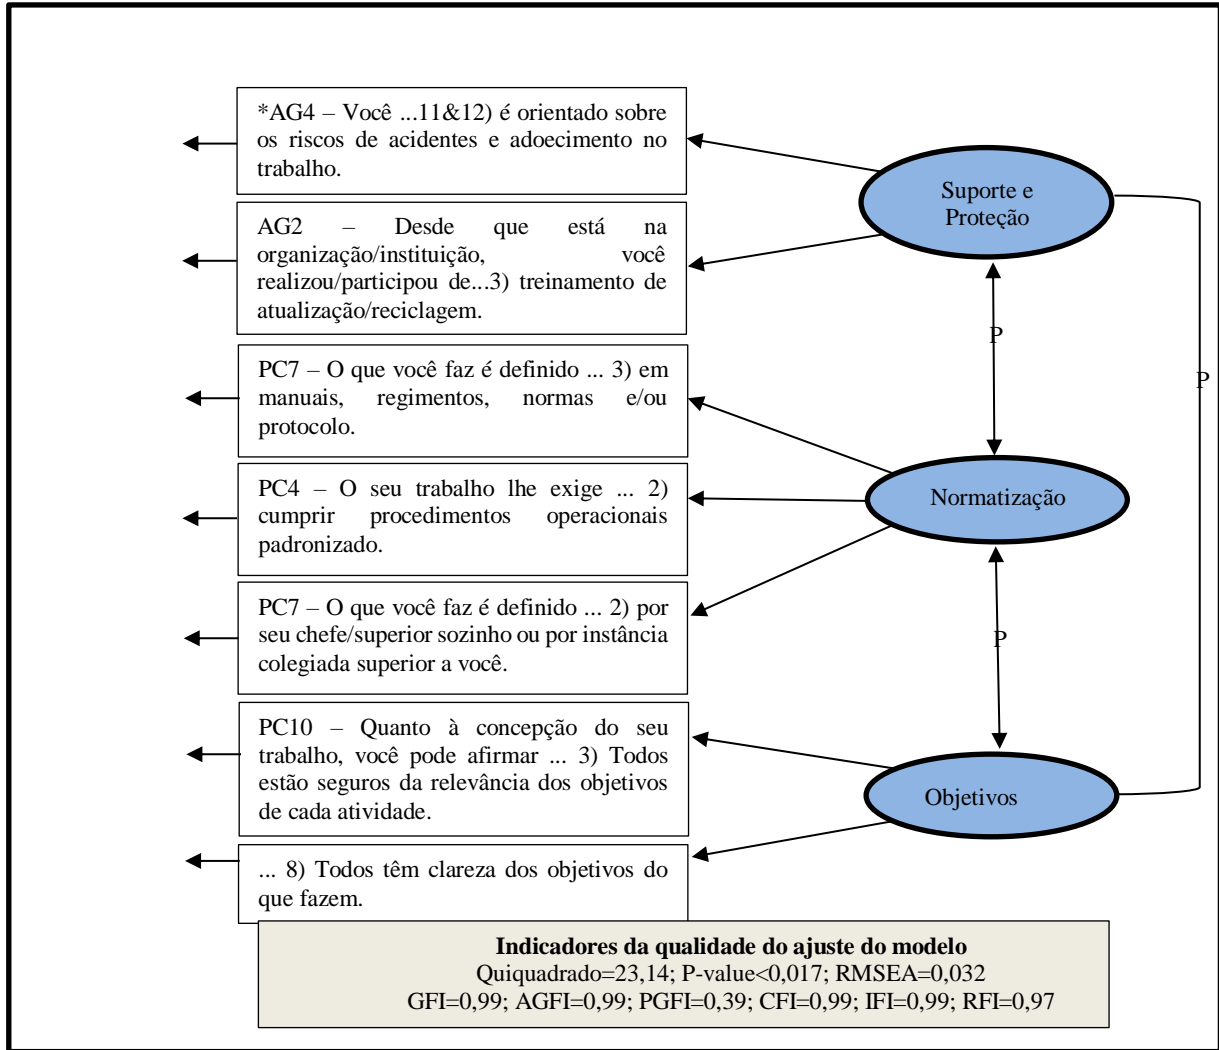 *AG4 – Você ...11&12) é orientado sobre
os riscos de acidentes e adoecimento no
trabalho.
AG2 – Desde que está na
organização/instituição, você
realizou/participou de...3) treinamento de
atualização/reciclagem.
PC7 – O que você faz é definido ... 3) em
manuais, regimentos, normas e/ou
protocolo.
PC4 – O seu trabalho lhe exige ... 2)
cumprir procedimentos operacionais
padronizado.
PC7 – O que você faz é definido ... 2) por
seu chefe/superior sozinho ou por instância
colegiada superior a você.
PC10 – Quanto à concepção do seu
trabalho, você pode afirmar ... 3) Todos
estão seguros da relevância dos objetivos
de cada atividade.
... 8) Todos têm clareza dos objetivos do
que fazem.
Suporte e
Proteção
P
P
Normatização
P
Objetivos
Indicadores da qualidade do ajuste do modelo
Quiquadrado=23,14; P-value<0,017; RMSEA=0,032
GFI=0,99; AGFI=0,99; PGFI=0,39; CFI=0,99; IFI=0,99; RFI=0,97